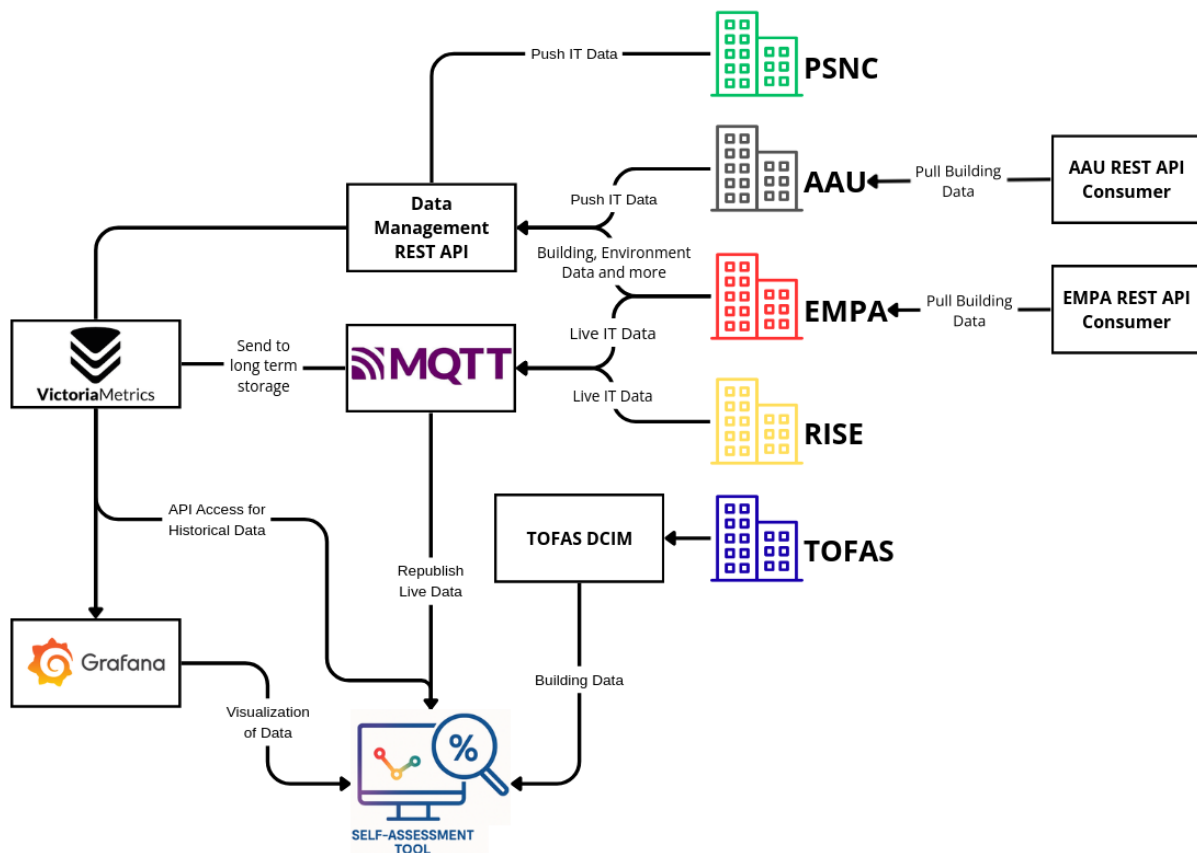 Push IT Data
PSNC
AAU
Pull Building
Data
AAU REST API
Consumer
Data
Management
REST API
Push IT Data
Building, Environment
Data and more
EMPA
Pull Building
Data
EMPA REST API
Consumer
VictoriaMetrics
Send to
long term
storage
MQTT
Live IT Data
Live IT Data
RISE
API Access for
Historical Data
TOFAS DCIM
TOFAS
Republish
Live Data
Grafana
Building Data
Visualization
of Data
%
SELF-ASSESSMENT
TOOL